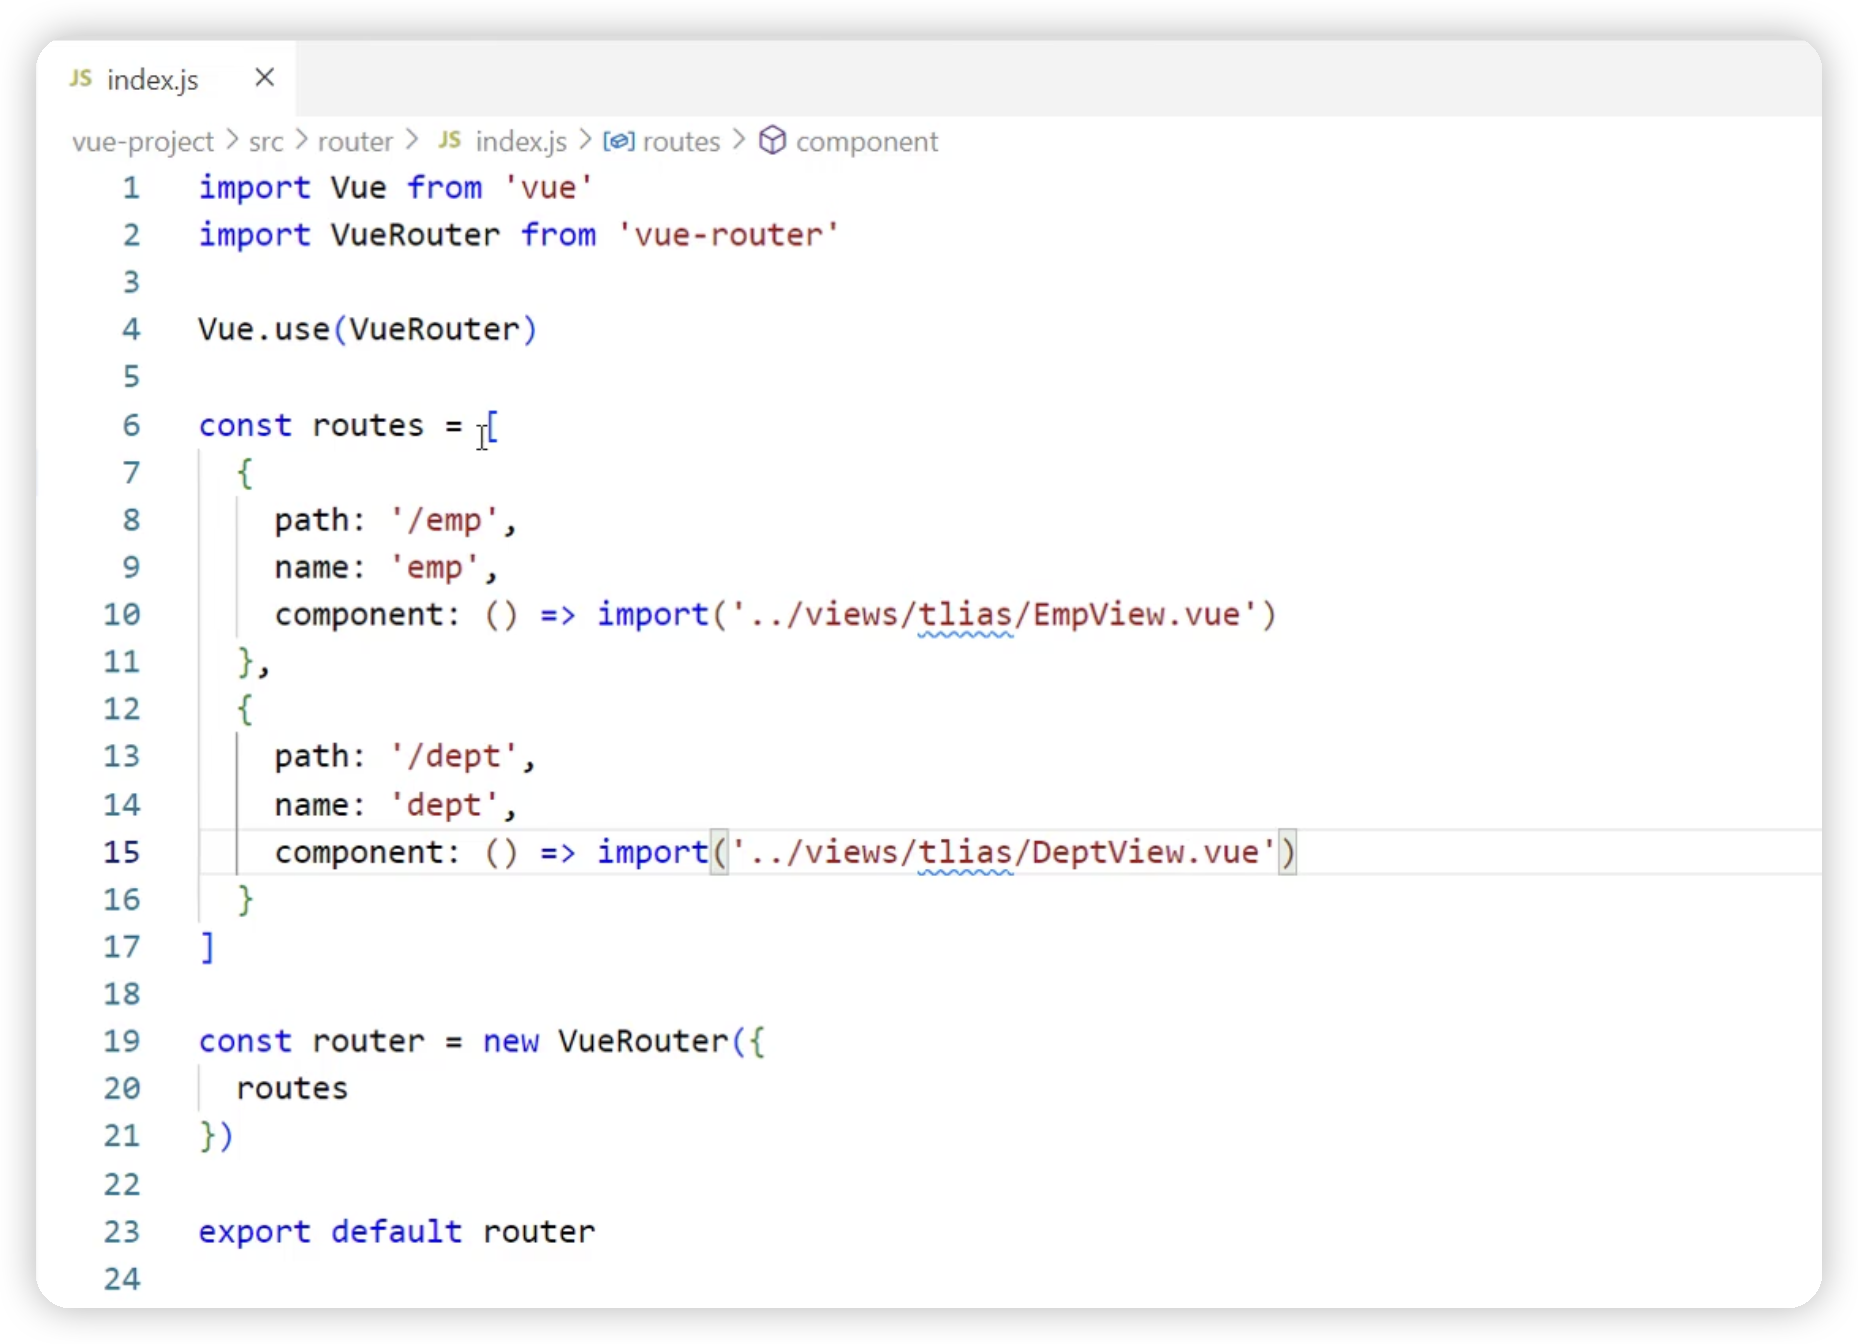 JS index.js ×
vue-project > src > router > JS index.js > routes > component
1 import Vue from 'vue'
2 import VueRouter from 'vue-router'
3
4 Vue.use(VueRouter)
5
6 const routes = [
7 {
8 path: '/emp',
9 name: 'emp',
10 component: () => import('../views/tlias/EmpView.vue')
11 },
12 {
13 path: '/dept',
14 name: 'dept',
15 component: () => import('../views/tlias/DeptView.vue')
16 }
17 ]
18
19 const router = new VueRouter({
20 routes
21 })
22
23 export default router
24